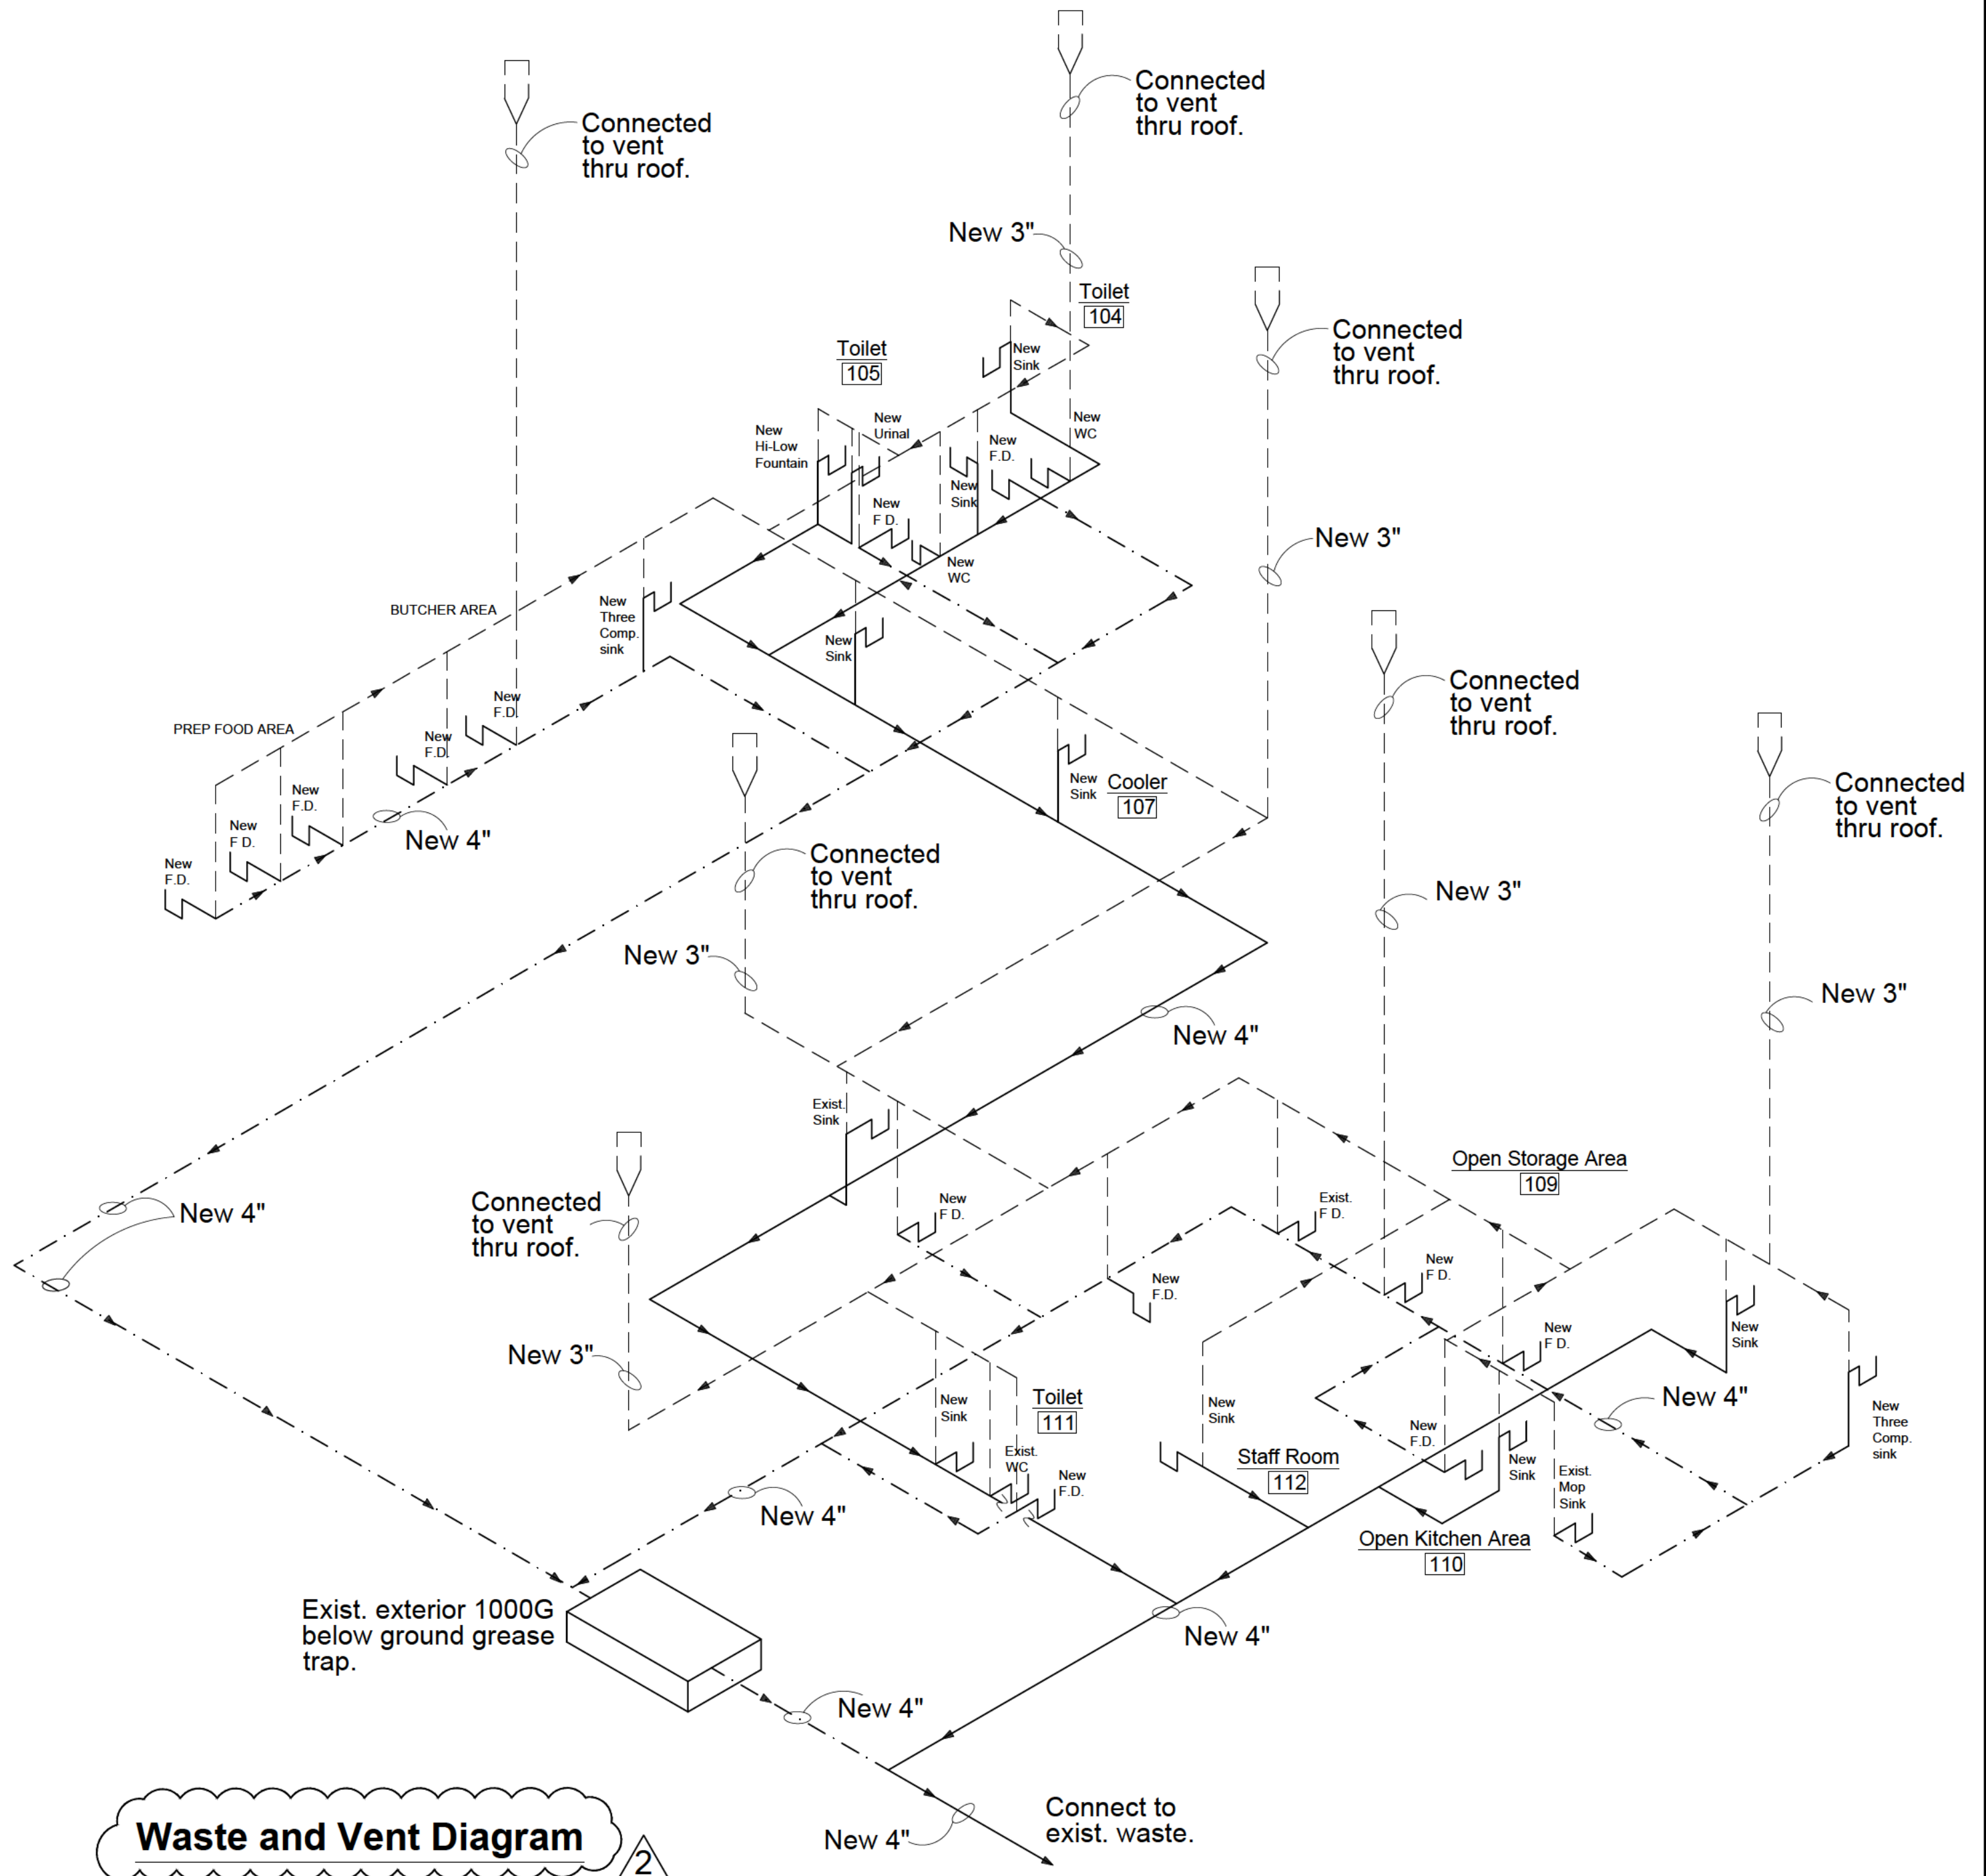 Connected
to vent
thru roof.
Connected
to vent
thru roof.
New 3"
Toilet
104
New
Sink
Connected
to vent
thru roof.
Toilet
105
New
Urinal
New
WC
New
Hi-Low
Fountain
New
F.D.
New
Sink
New
F D.
New 3"
New
WC
BUTCHER AREA
New
Three
Comp.
sink
New
Sink
Connected
to vent
thru roof.
New
F.D.
PREP FOOD AREA
New
F.D.
New
Sink
Cooler
107
Connected
to vent
thru roof.
New
F.D.
New
F D.
New 4"
New
F.D.
Connected
to vent
thru roof.
New 3"
New 3"
New 3"
New 4"
Exist.
Sink
Open Storage Area
109
New 4"
Connected
to vent
thru roof.
New
F D.
Exist.
F D.
New
F D.
New
F.D.
New 3"
New
F D.
New
Sink
New
Sink
Toilet
111
New
Sink
New 4"
New
Three
Comp.
sink
New
F.D.
Exist.
WC
New
F.D.
Staff Room
112
New
Sink
Exist.
Mop
Sink
New 4"
Open Kitchen Area
110
Exist. exterior 1000G
below ground grease
trap.
New 4"
New 4"
Connect to
exist. waste.
New 4"
Waste and Vent Diagram
2